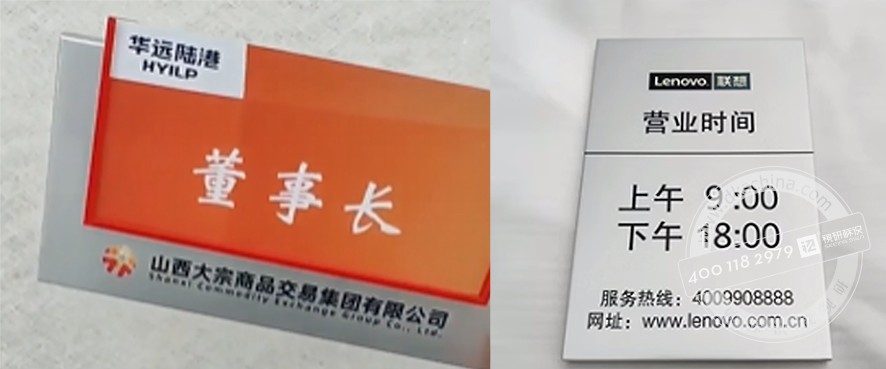 华远陆港
HYILP
董事长
山西大宗商品交易集团有限公司
Shanxi Commodity Exchange Group Co., Ltd.
Lenovo 联想
营业时间
上午 9:00
下午 18:00
服务热线：4009908888
网址：www.lenovo.com.cn
400 118 2979